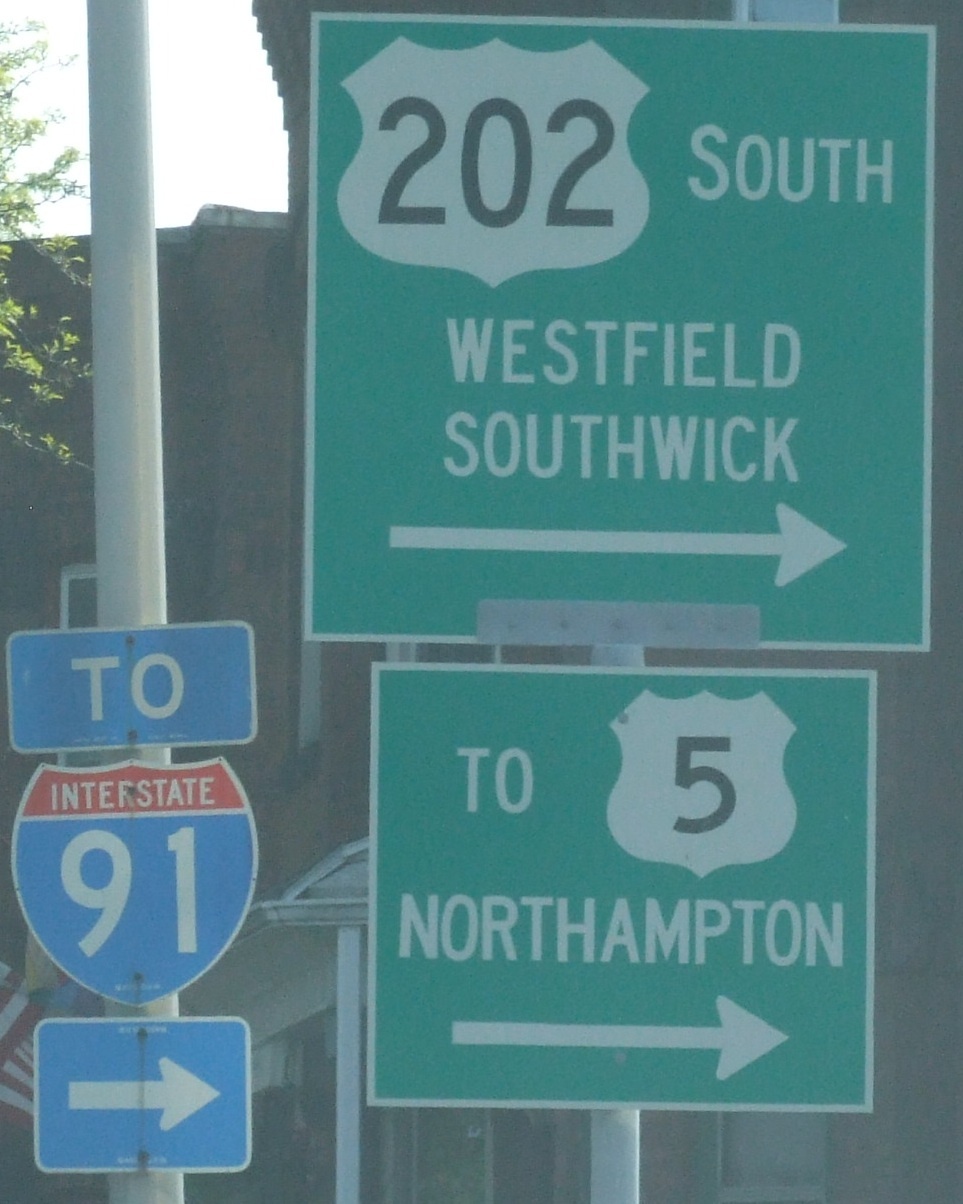 202 SOUTH
WESTFIELD
SOUTHWICK
TO 5
NORTHAMPTON
TO
INTERSTATE
91